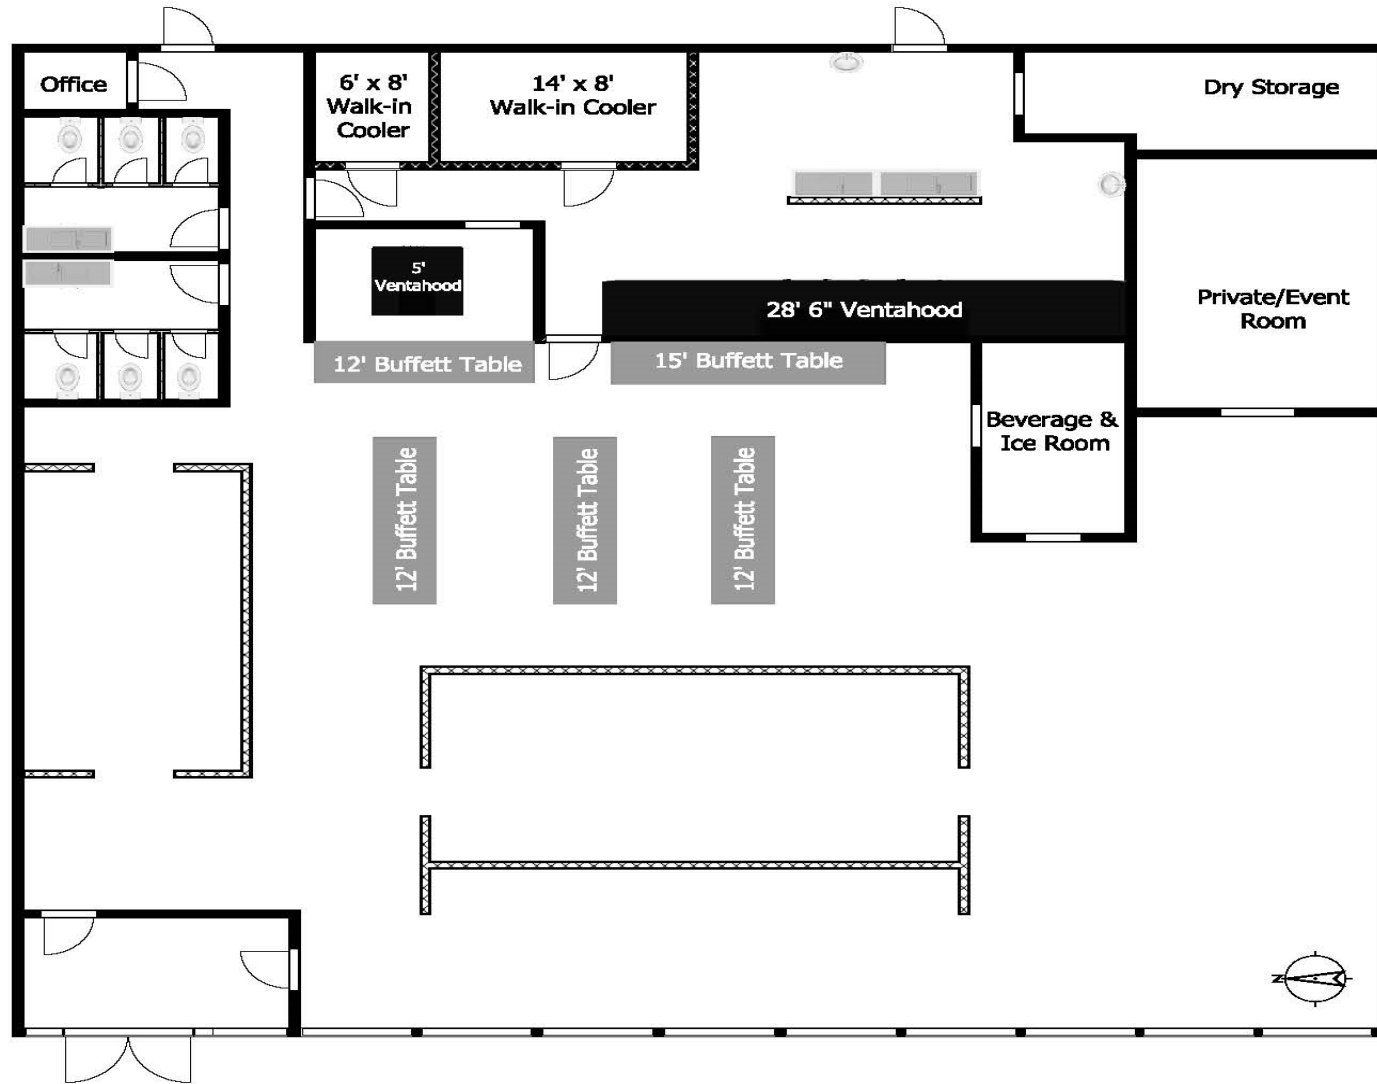 Office
6' x 8'
Walk-in
Cooler
14' x 8'
Walk-in Cooler
Dry Storage
5'
Ventahood
28' 6" Ventahood
Private/Event
Room
12' Buffett Table
15' Buffett Table
Beverage &
Ice Room
12' Buffett Table
12' Buffett Table
12' Buffett Table
N